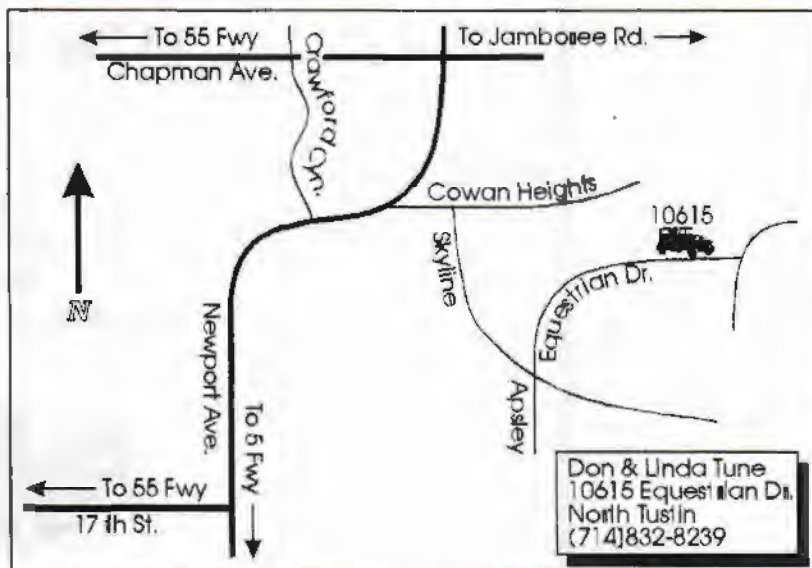 To 55 Fwy
To Jamboree Rd.
Chapman Ave.
Crawford Cyn.
Cowan Heights
10615
Skyline
Equestrian Dr.
N
Newport Ave.
To 5 Fwy
Apsley
To 55 Fwy
17th St.
Don & Linda Tune
10615 Equestrian Dr.
North Tustin
(714)832-8239